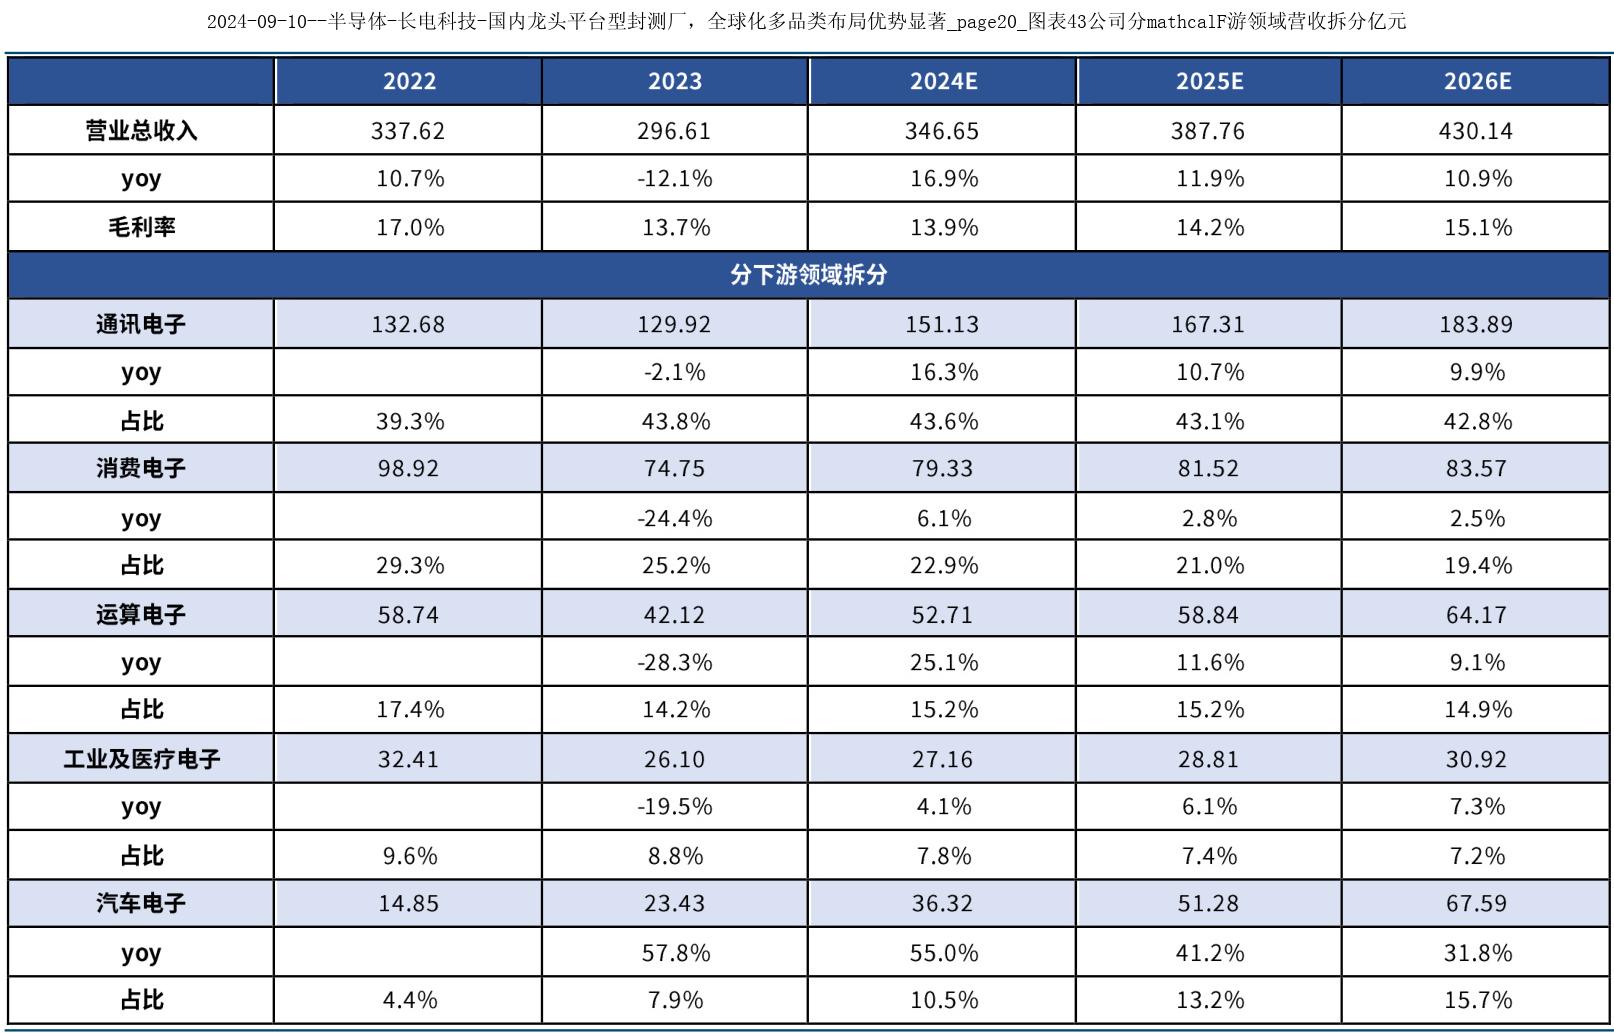 2024-09-10--半导体-长电科技-国内龙头平台型封测厂，全球化多品类布局优势显著_page20_图表43公司分mathcalF游领域营收拆分亿元
2022 2023 2024E 2025E 2026E
营业总收入 337.62 296.61 346.65 387.76 430.14
yoy 10.7% -12.1% 16.9% 11.9% 10.9%
毛利率 17.0% 13.7% 13.9% 14.2% 15.1%
分下游领域拆分
通讯电子 132.68 129.92 151.13 167.31 183.89
yoy -2.1% 16.3% 10.7% 9.9%
占比 39.3% 43.8% 43.6% 43.1% 42.8%
消费电子 98.92 74.75 79.33 81.52 83.57
yoy -24.4% 6.1% 2.8% 2.5%
占比 29.3% 25.2% 22.9% 21.0% 19.4%
运算电子 58.74 42.12 52.71 58.84 64.17
yoy -28.3% 25.1% 11.6% 9.1%
占比 17.4% 14.2% 15.2% 15.2% 14.9%
工业及医疗电子 32.41 26.10 27.16 28.81 30.92
yoy -19.5% 4.1% 6.1% 7.3%
占比 9.6% 8.8% 7.8% 7.4% 7.2%
汽车电子 14.85 23.43 36.32 51.28 67.59
yoy 57.8% 55.0% 41.2% 31.8%
占比 4.4% 7.9% 10.5% 13.2% 15.7%